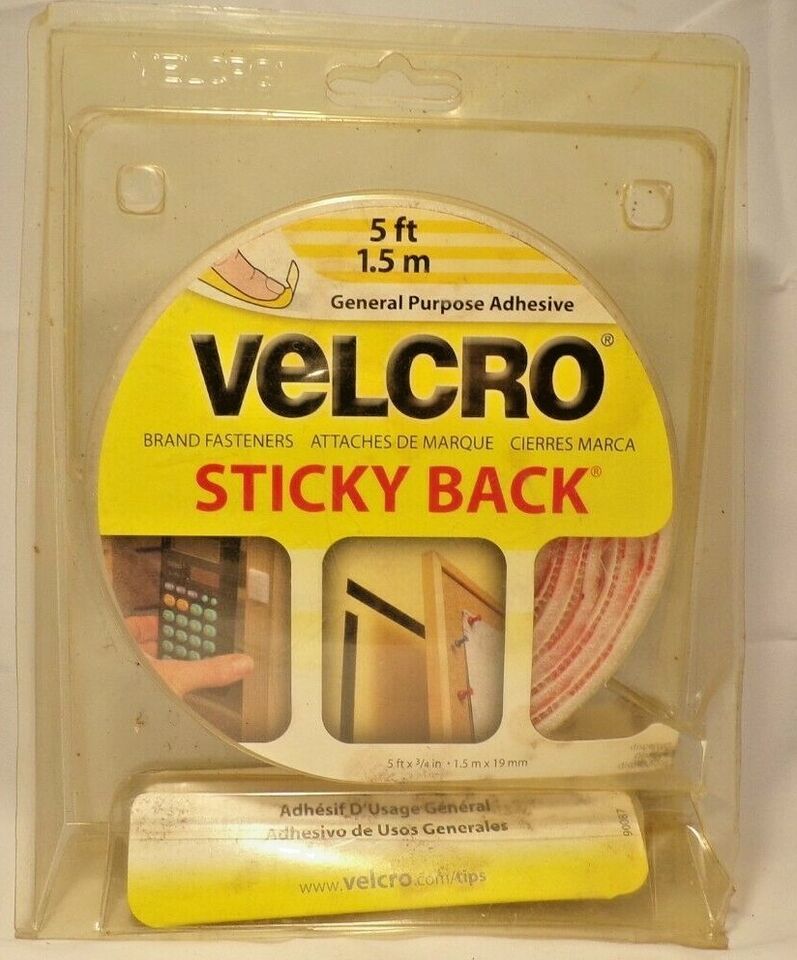 VELCRO
5 ft
1.5 m
General Purpose Adhesive
VELCRO®
BRAND FASTENERS ATTACHES DE MARQUE CIERRES MARCA
STICKY BACK®
5 ft x 3/4 in • 1.5 m x 19 mm
Adhésif D'Usage Général
Adhesivo de Usos Generales
90087
www.velcro.com/tips